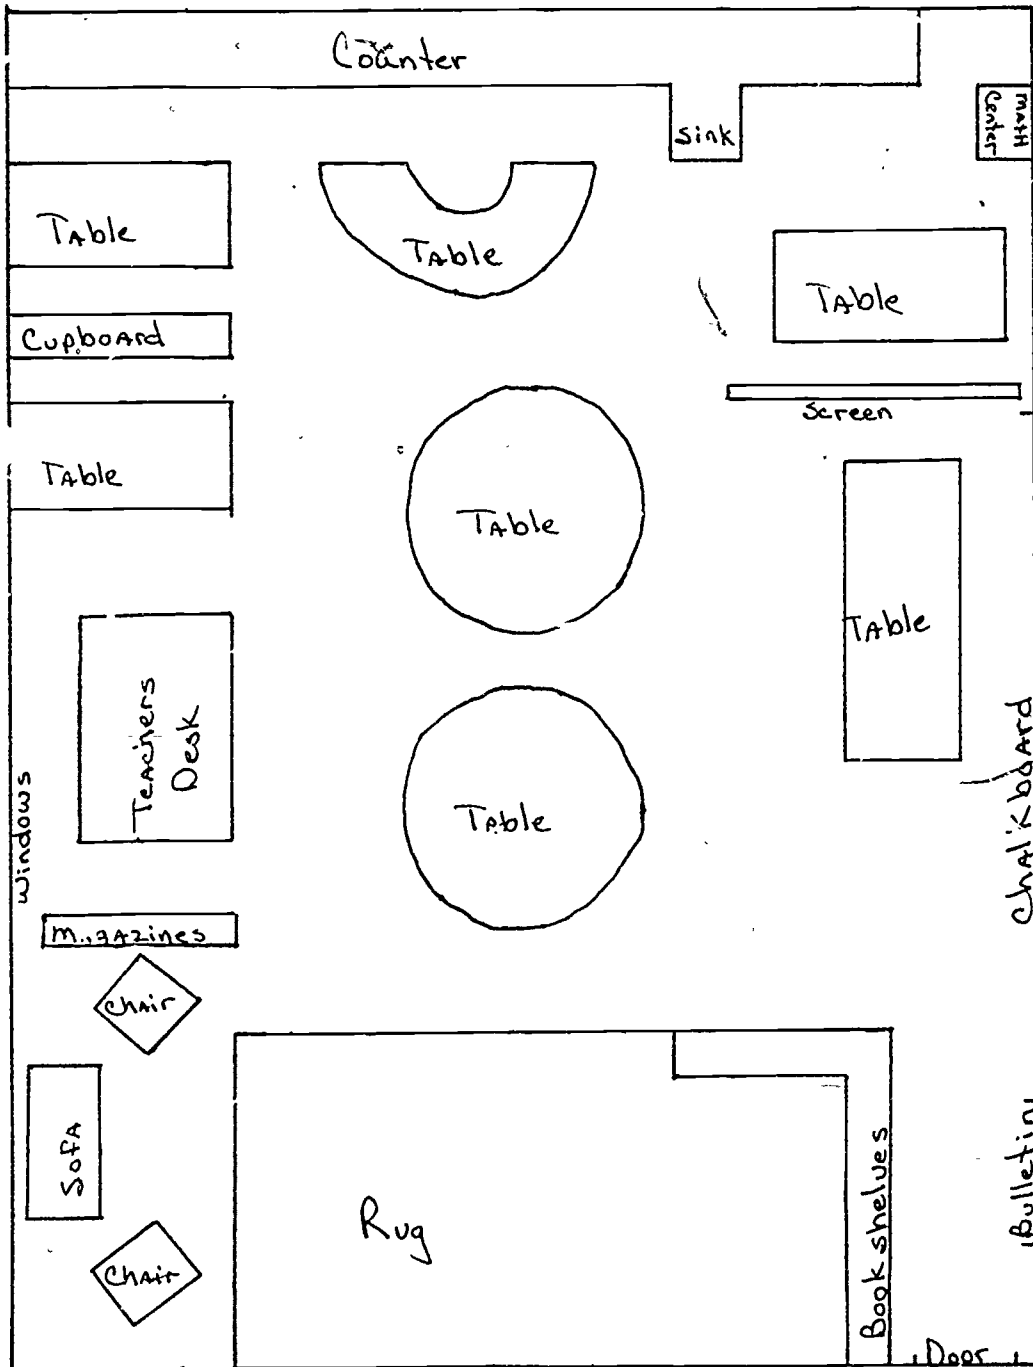 Counter
Sink
Math
Center
Table
Table
Table
Cupboard
Screen
Table
Table
Table
Teachers
Desk
Table
Windows
Chalkboard
Chair
Sofa
Rug
Bookshelves
Bulletin
Chair
Door